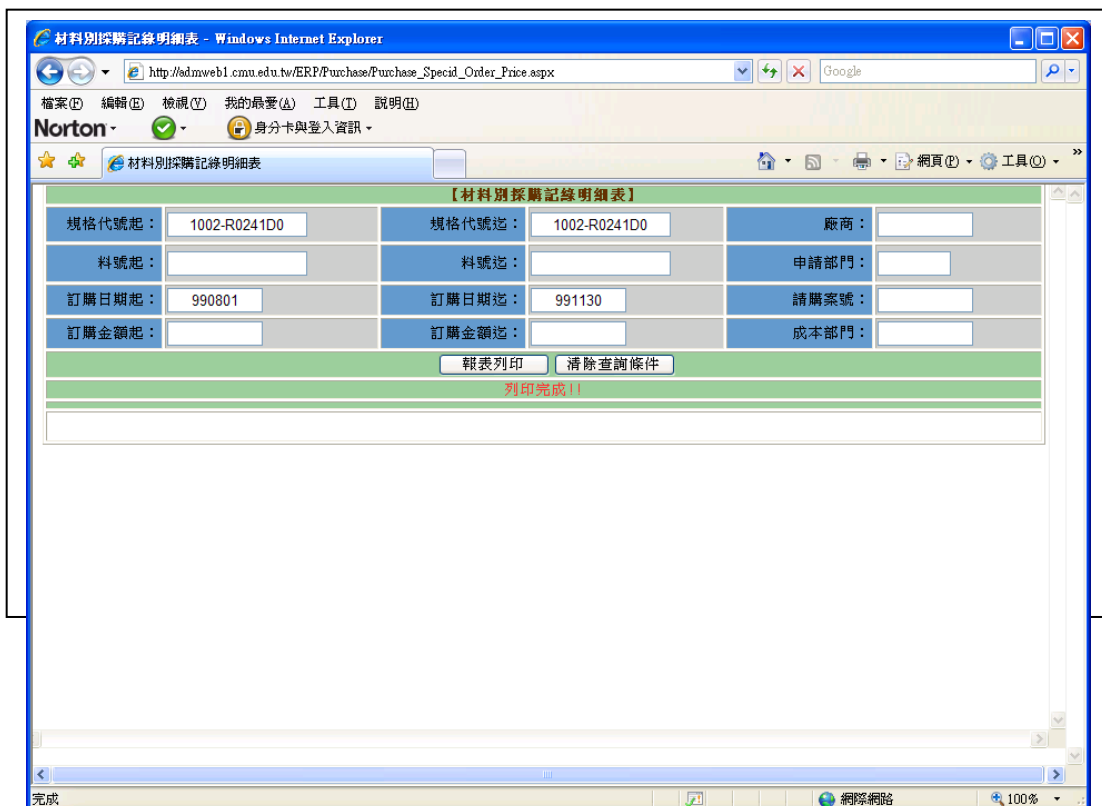 材料別採購記錄明細表 - Windows Internet Explorer
http://admweb1.cmu.edu.tw/ERP/Purchase/Purchase_Specid_Order_Price.aspx
Google
檔案(F) 編輯(E) 檢視(V) 我的最愛(A) 工具(T) 說明(H)
Norton 身分卡與登入資訊
材料別採購記錄明細表 網頁(P) 工具(O) »
【材料別採購記綠明細表】
規格代號起： 1002-R0241D0 規格代號迄： 1002-R0241D0 廠商：
料號起： 料號迄： 申請部門：
訂購日期起： 990801 訂購日期迄： 991130 請購案號：
訂購金額起： 訂購金額迄： 成本部門：
報表列印 清除查詢條件
列印完成!!
完成 網際網路 100%